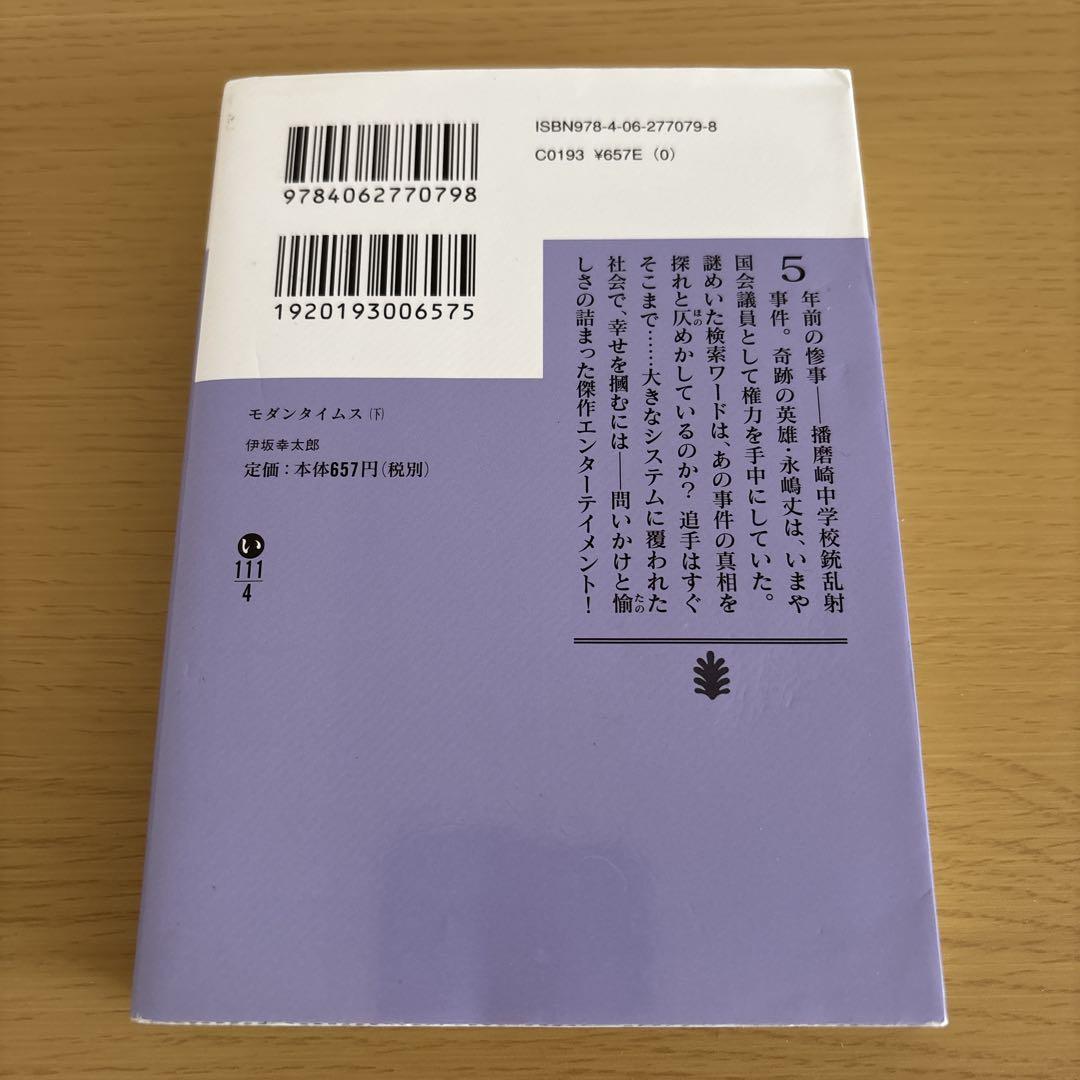 ISBN978-4-06-277079-8
C0193 ¥657E (0)
9784062770798
1920193006575
5年前の惨事――播磨崎中学校銃乱射
事件。奇跡の英雄・永嶋丈は、いまや
国会議員として権力を手中にしていた。
謎めいた検索ワードは、あの事件の真相を
探れと仄めかしているのか? 追手はすぐ
ほの
そこまで……大きなシステムに覆われた
社会で、幸せを摑むには――問いかけと愉
たの
しさの詰まった傑作エンターテイメント!
モダンタイムス(下)
伊坂幸太郎
定価:本体657円(税別)
い
111
4